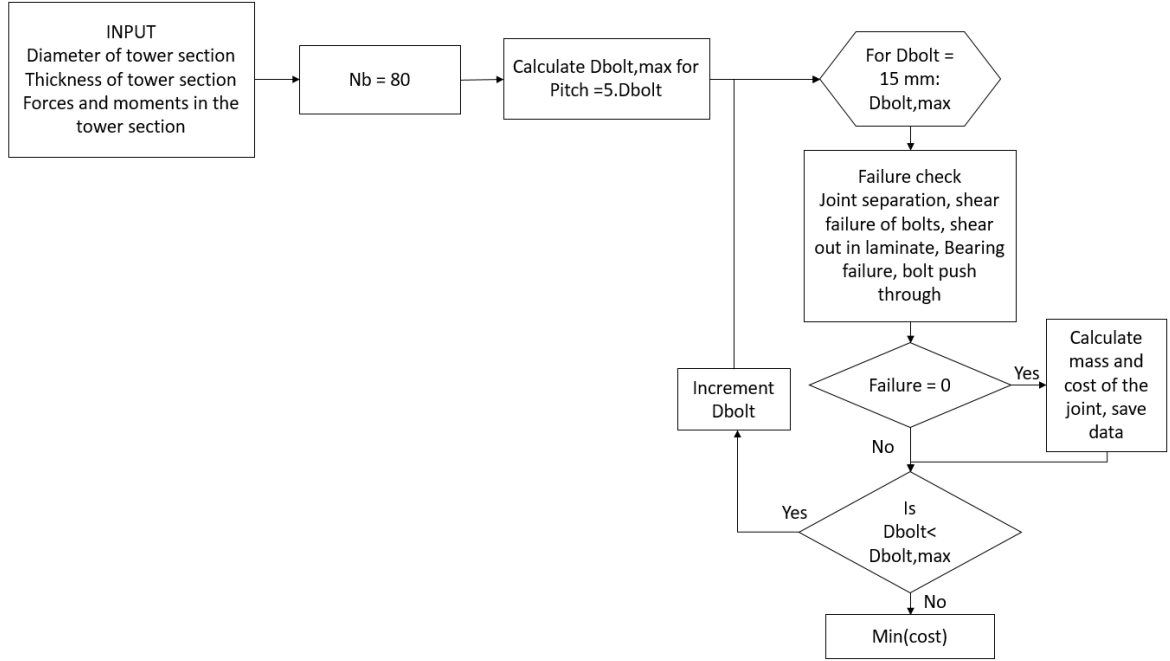 INPUT
Diameter of tower section
Thickness of tower section
Forces and moments in the
tower section
Nb = 80
Calculate Dbolt,max for
Pitch =5.Dbolt
For Dbolt =
15 mm:
Dbolt,max
Failure check
Joint separation, shear
failure of bolts, shear
out in laminate, Bearing
failure, bolt push
through
Failure = 0
Yes
Calculate
mass and
cost of the
joint, save
data
No
Is
Dbolt<
Dbolt,max
Yes
Increment
Dbolt
No
Min(cost)